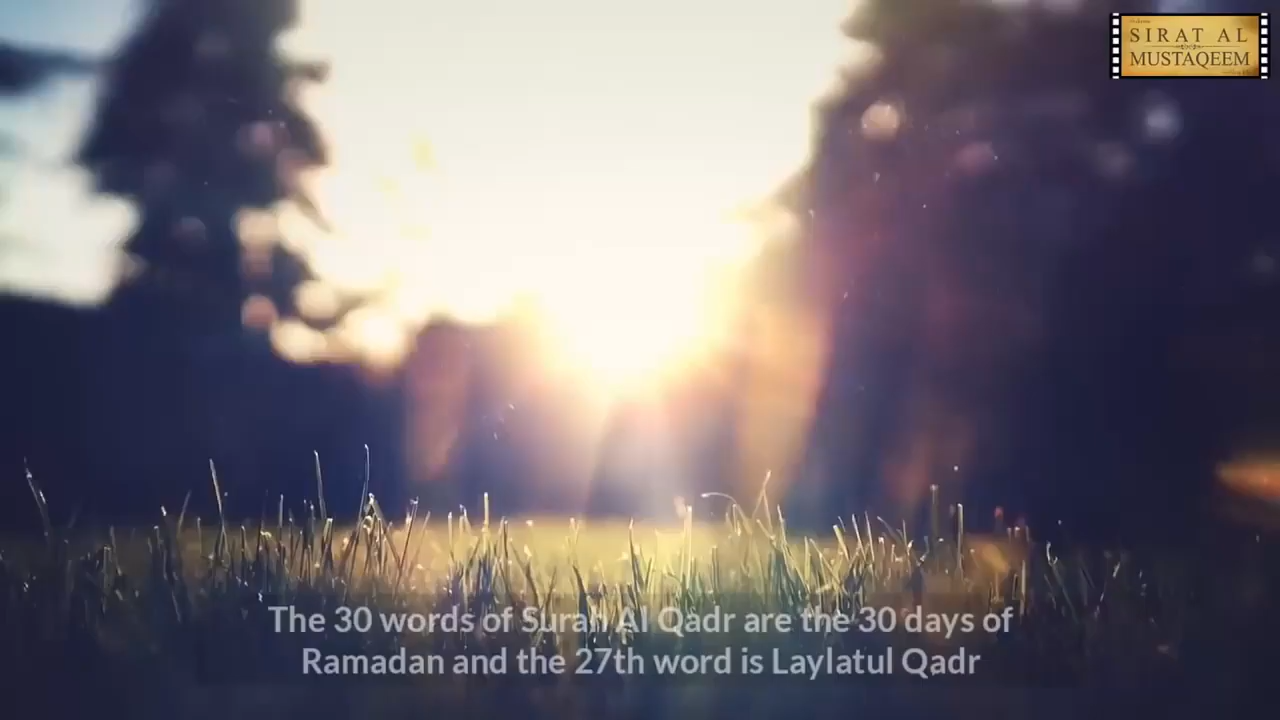 SIRAT AL
MUSTAQEEM
The 30 words of Surah Al Qadr are the 30 days of
Ramadan and the 27th word is Laylatul Qadr